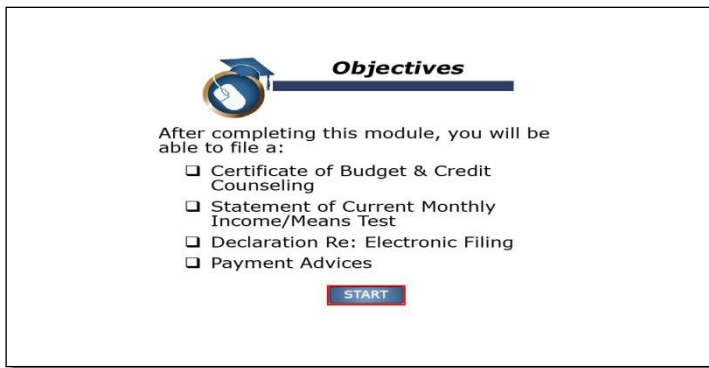 Objectives
After completing this module, you will be
able to file a:
❑ Certificate of Budget & Credit
Counseling
❑ Statement of Current Monthly
Income/Means Test
❑ Declaration Re: Electronic Filing
❑ Payment Advices
START